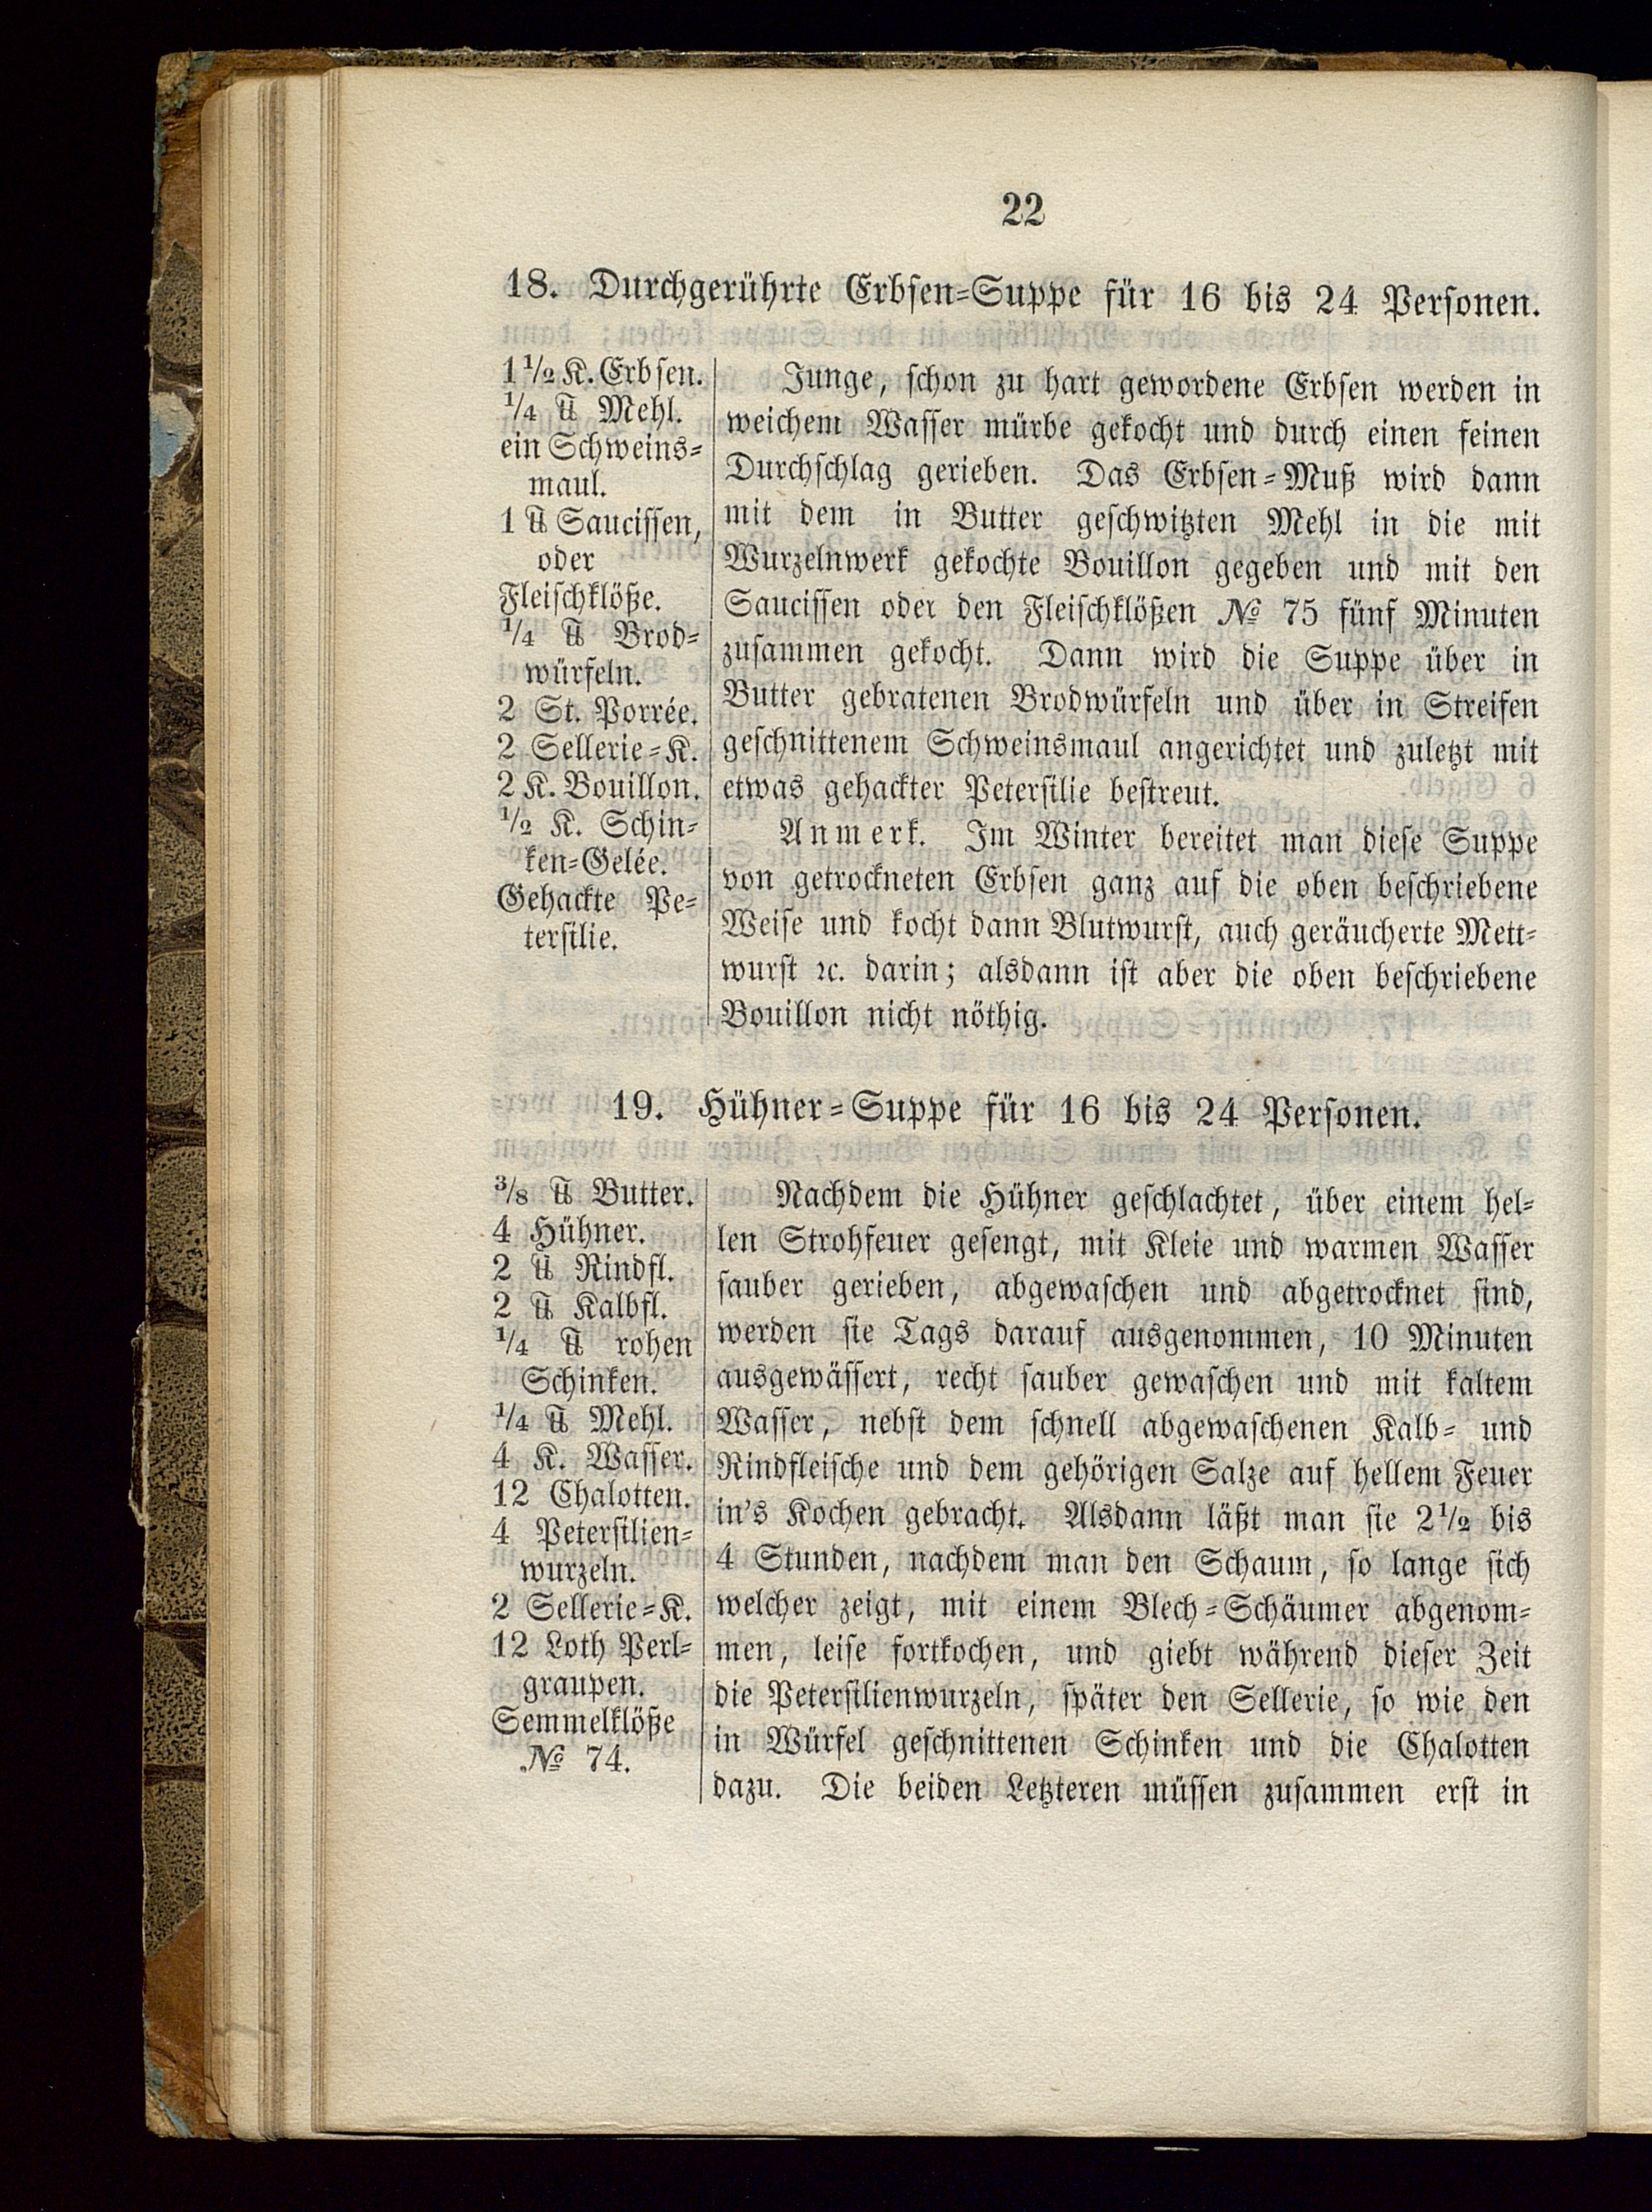 22
18. Durchgerührte Erbsen=Suppe für 16 bis 24 Personen.
1 1/2 K. Erbsen.
1/4 ℔ Mehl.
ein Schweins=
maul.
1 ℔ Saucissen,
oder
Fleischklöße.
1/4 ℔ Brod=
würfeln.
2 St. Porrée.
2 Sellerie=K.
2 K. Bouillon.
1/2 K. Schin=
ken=Gelée.
Gehackte Pe=
tersilie.
Junge, schon zu hart gewordene Erbsen werden in
weichem Wasser mürbe gekocht und durch einen feinen
Durchschlag gerieben. Das Erbsen=Muß wird dann
mit dem in Butter geschwitzten Mehl in die mit
Wurzelnwerk gekochte Bouillon gegeben und mit den
Saucissen oder den Fleischklößen № 75 fünf Minuten
zusammen gekocht. Dann wird die Suppe über in
Butter gebratenen Brodwürfeln und über in Streifen
geschnittenem Schweinsmaul angerichtet und zuletzt mit
etwas gehackter Petersilie bestreut.
Anmerk. Im Winter bereitet man diese Suppe
von getrockneten Erbsen ganz auf die oben beschriebene
Weise und kocht dann Blutwurst, auch geräucherte Mett=
wurst ꝛc. darin; alsdann ist aber die oben beschriebene
Bouillon nicht nöthig.
19. Hühner=Suppe für 16 bis 24 Personen.
3/8 ℔ Butter.
4 Hühner.
2 ℔ Rindfl.
2 ℔ Kalbfl.
1/4 ℔ rohen
Schinken.
1/4 ℔ Mehl.
4 K. Wasser.
12 Chalotten.
4 Petersilien=
wurzeln.
2 Sellerie=K.
12 Loth Perl=
graupen.
Semmelklöße
№ 74.
Nachdem die Hühner geschlachtet, über einem hel=
len Strohfeuer gesengt, mit Kleie und warmen Wasser
sauber gerieben, abgewaschen und abgetrocknet sind,
werden sie Tags darauf ausgenommen, 10 Minuten
ausgewässert, recht sauber gewaschen und mit kaltem
Wasser, nebst dem schnell abgewaschenen Kalb= und
Rindfleische und dem gehörigen Salze auf hellem Feuer
in's Kochen gebracht. Alsdann läßt man sie 2 1/2 bis
4 Stunden, nachdem man den Schaum, so lange sich
welcher zeigt, mit einem Blech=Schäumer abgenom=
men, leise fortkochen, und giebt während dieser Zeit
die Petersilienwurzeln, später den Sellerie, so wie den
in Würfel geschnittenen Schinken und die Chalotten
dazu. Die beiden Letzteren müssen zusammen erst in